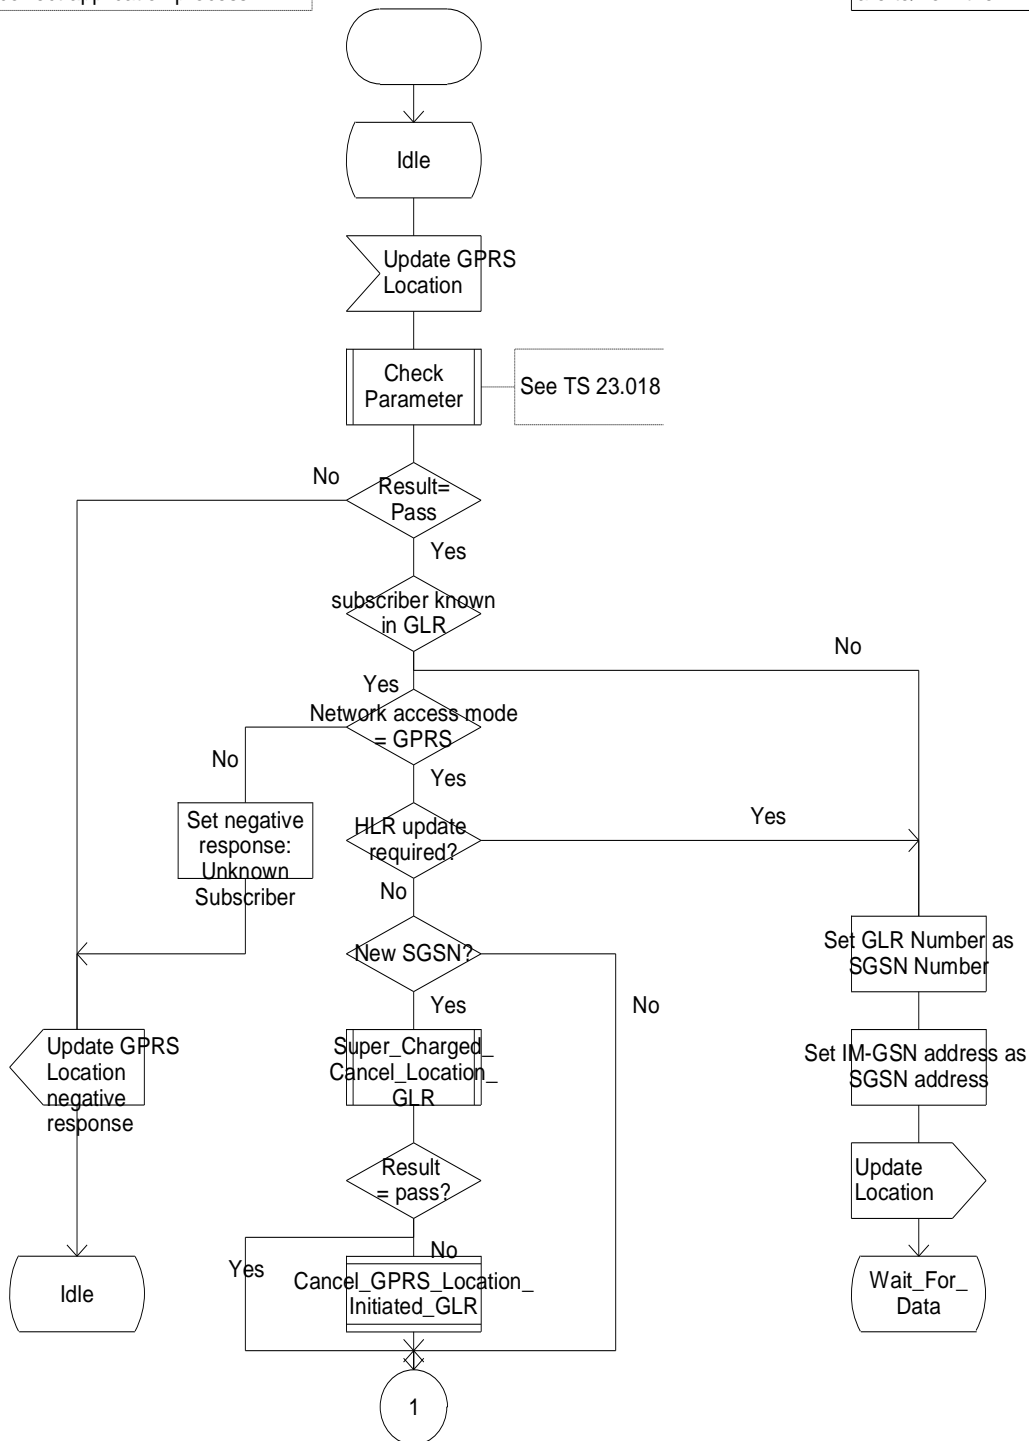 Idle
Update GPRS
Location
Check
Parameter
See TS 23.018
No
Result=
Pass
Yes
subscriber known
in GLR
No
Yes
Network access mode
= GPRS
No
Yes
Set negative
response:
Unknown
Subscriber
HLR update
required?
Yes
No
New SGSN?
No
Yes
Set GLR Number as
SGSN Number
Super_Charged_
Cancel_Location_
GLR
Set IM-GSN address as
SGSN address
Update GPRS
Location
negative
response
Result
= pass?
Update
Location
Yes
No
Cancel_GPRS_Location_
Initiated_GLR
Idle
Wait_For_
Data
1